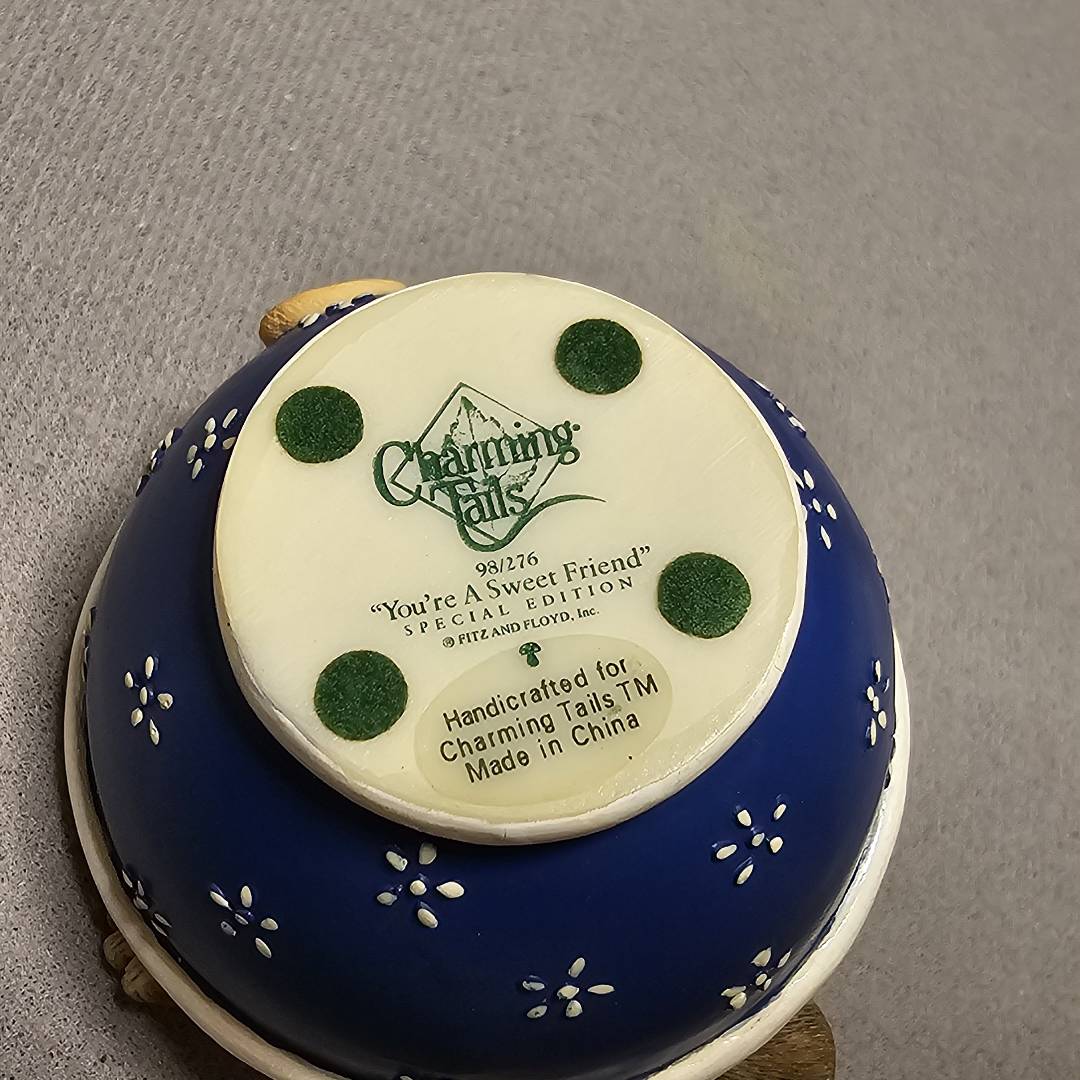 Charming
Tails
98/276
"You're A Sweet Friend"
SPECIAL EDITION
© FITZ AND FLOYD, Inc.
Handicrafted for
Charming Tails TM
Made in China